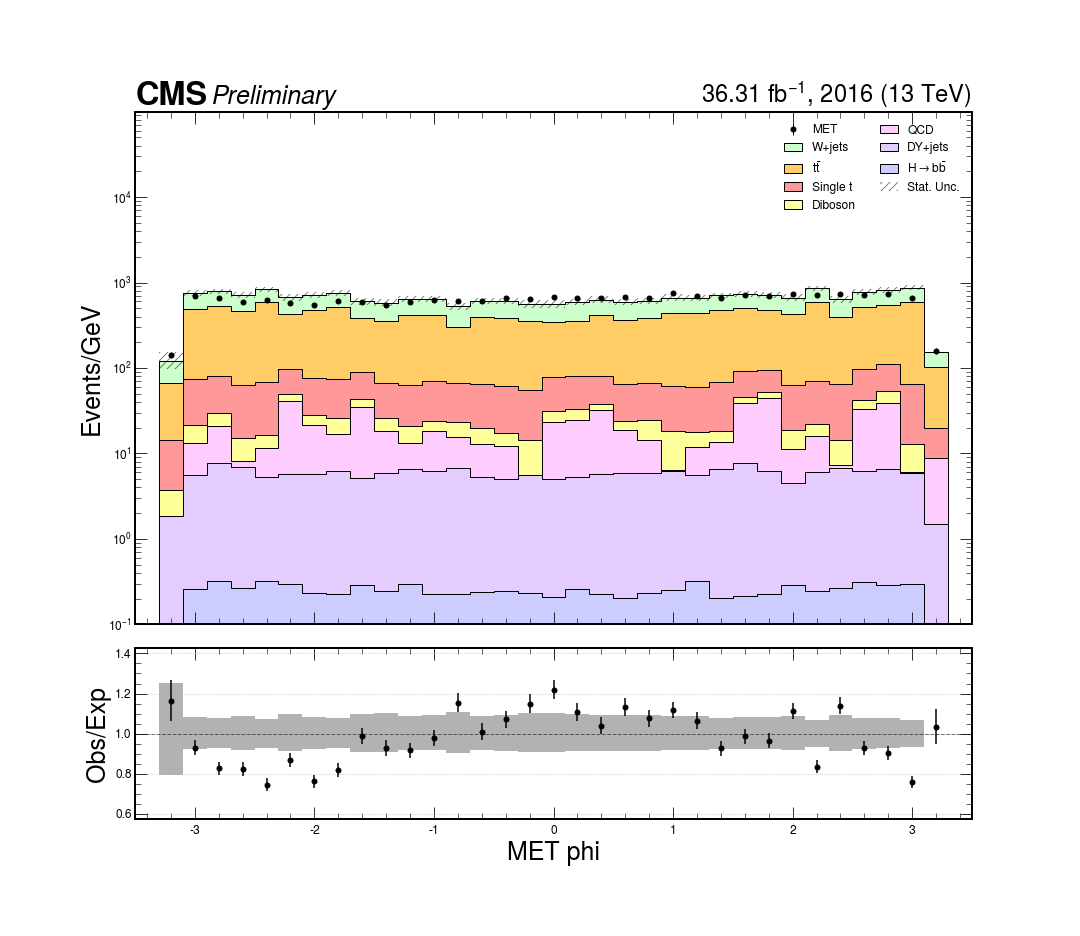 CMS Preliminary
36.31 fb⁻¹, 2016 (13 TeV)
MET
W+jets
tt̄
Single t
Diboson
QCD
DY+jets
H→bb̄
Stat. Unc.
Events/GeV
10⁴
10³
10²
10¹
10⁰
10⁻¹
Obs/Exp
1.4
1.2
1.0
0.8
0.6
-3 -2 -1 0 1 2 3
MET phi